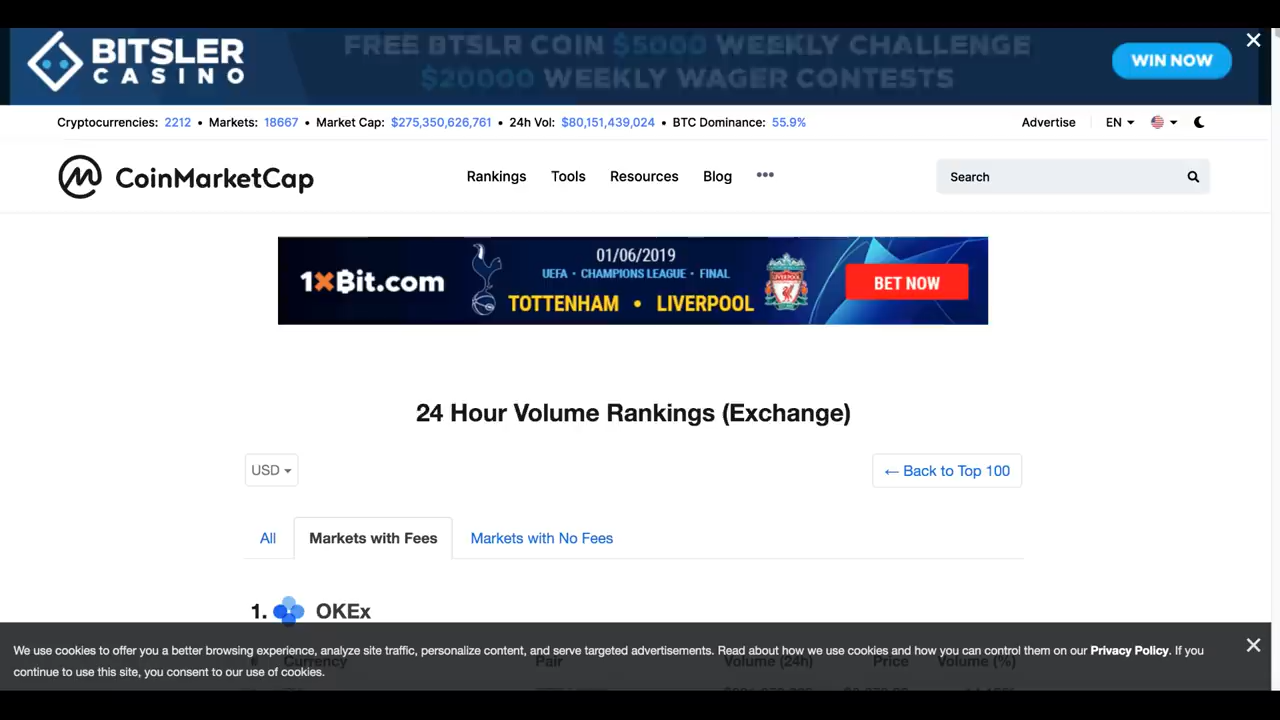 BITSLER
CASINO
FREE BTSLR COIN $5000 WEEKLY CHALLENGE
$20000 WEEKLY WAGER CONTESTS
WIN NOW
Cryptocurrencies: 2212 • Markets: 18667 • Market Cap: $275,350,626,761 • 24h Vol: $80,151,439,024 • BTC Dominance: 55.9%
Advertise EN
CoinMarketCap
Rankings Tools Resources Blog •••
Search
1xBit.com
01/06/2019
UEFA • CHAMPIONS LEAGUE • FINAL
TOTTENHAM • LIVERPOOL
BET NOW
24 Hour Volume Rankings (Exchange)
USD
← Back to Top 100
All Markets with Fees Markets with No Fees
1. OKEx
# Currency Pair Volume (24h) Price Volume (%)
We use cookies to offer you a better browsing experience, analyze site traffic, personalize content, and serve targeted advertisements. Read about how we use cookies and how you can control them on our Privacy Policy. If you
continue to use this site, you consent to our use of cookies.